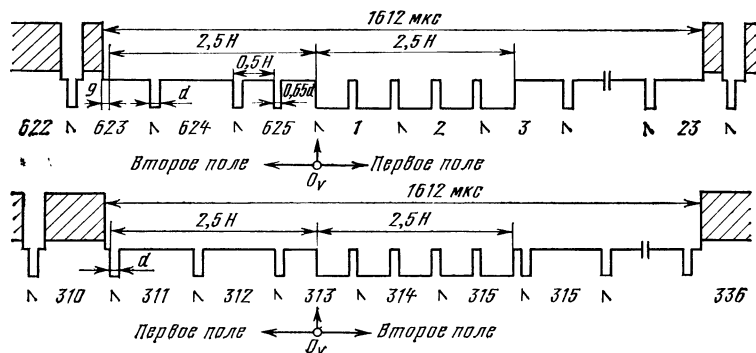 1612 мкс
2,5 H 2,5 H
0,5 H
g d 0,65d
622 623 624 625 1 2 3 23
Второе поле Первое поле
Ov
1612 мкс
2,5 H 2,5 H
d
310 311 312 313 314 315 315 336
Первое поле Второе поле
Ov